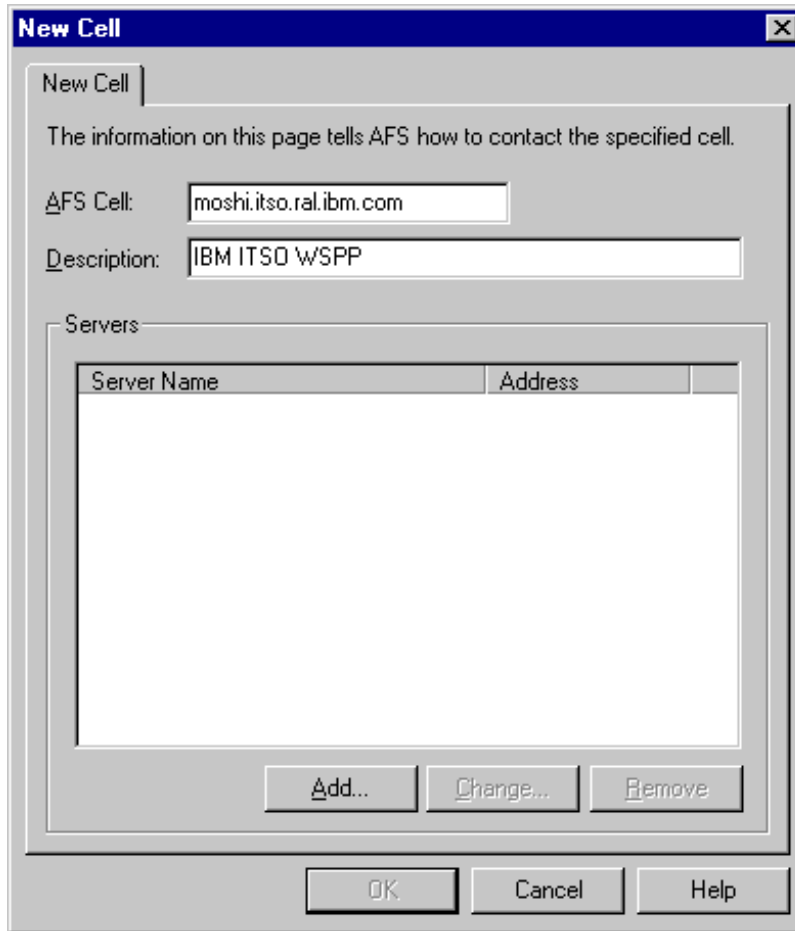 New Cell
New Cell
The information on this page tells AFS how to contact the specified cell.
AFS Cell: moshi.itso.ral.ibm.com
Description: IBM ITSO WSPP
Servers
Server Name Address
Add... Change... Remove
OK Cancel Help